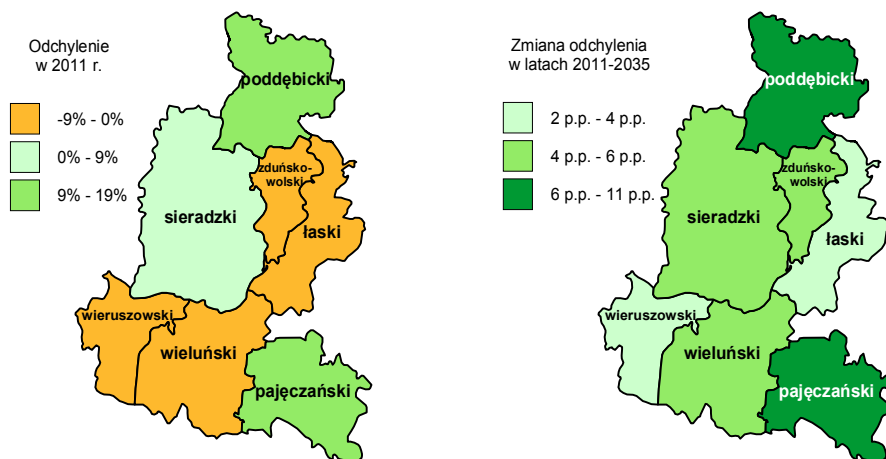 Odchylenie
w 2011 r.
-9% - 0%
0% - 9%
9% - 19%
poddębicki
zduńsko-
wolski
sieradzki
łaski
wieruszowski
wieluński
pajęczański
Zmiana odchylenia
w latach 2011-2035
2 p.p. - 4 p.p.
4 p.p. - 6 p.p.
6 p.p. - 11 p.p.
poddębicki
zduńsko-
wolski
sieradzki
łaski
wieruszowski
wieluński
pajęczański